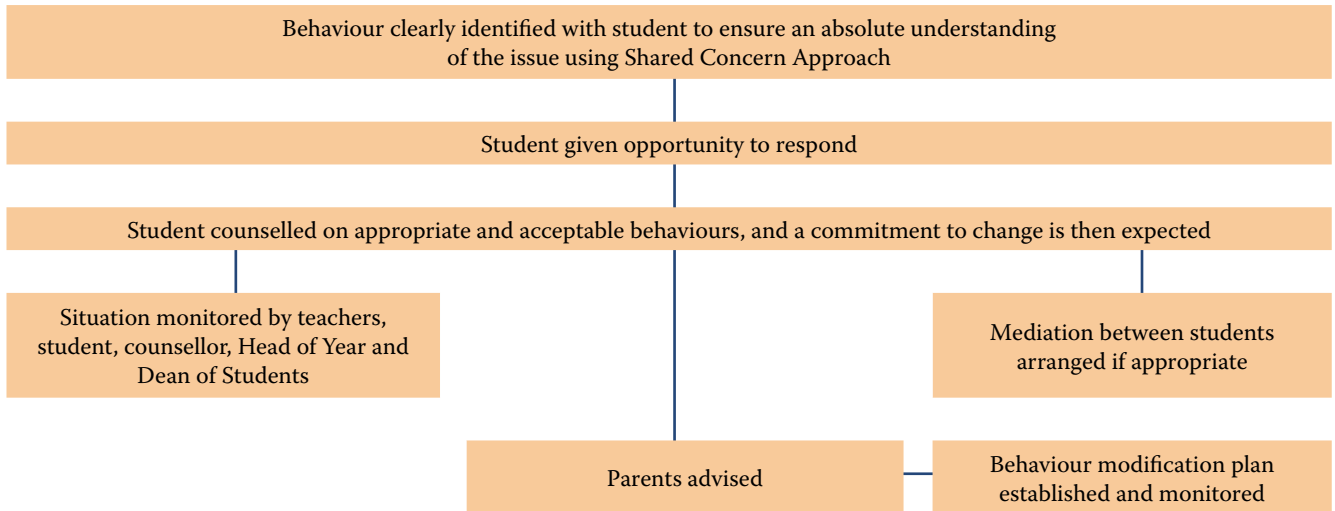 Behaviour clearly identified with student to ensure an absolute understanding
of the issue using Shared Concern Approach
Student given opportunity to respond
Student counselled on appropriate and acceptable behaviours, and a commitment to change is then expected
Situation monitored by teachers,
student, counsellor, Head of Year and
Dean of Students
Mediation between students
arranged if appropriate
Parents advised
Behaviour modification plan
established and monitored